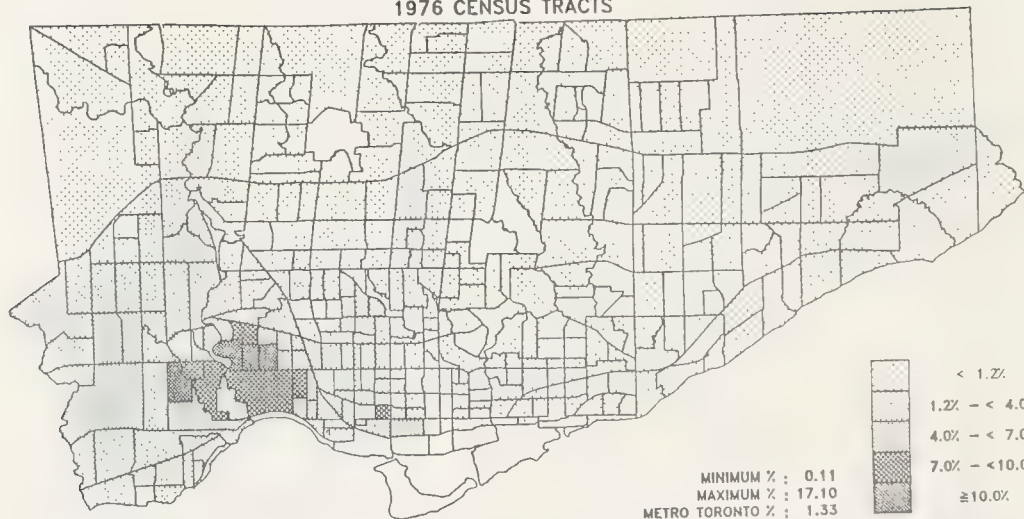 1976 CENSUS TRACTS
< 1.2%
1.2% - < 4.0
4.0% - < 7.0
7.0% - <10.0
≧10.0%
MINIMUM % : 0.11
MAXIMUM % : 17.10
METRO TORONTO % : 1.33